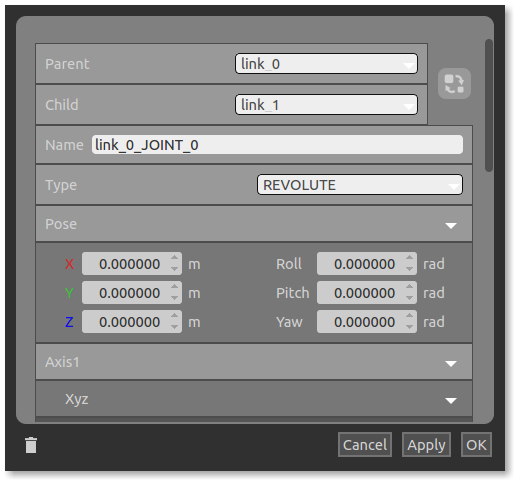 Parent link_0
Child link_1
Name link_0_JOINT_0
Type REVOLUTE
Pose
X 0.000000 m Roll 0.000000 rad
Y 0.000000 m Pitch 0.000000 rad
Z 0.000000 m Yaw 0.000000 rad
Axis1
Xyz
Cancel Apply OK